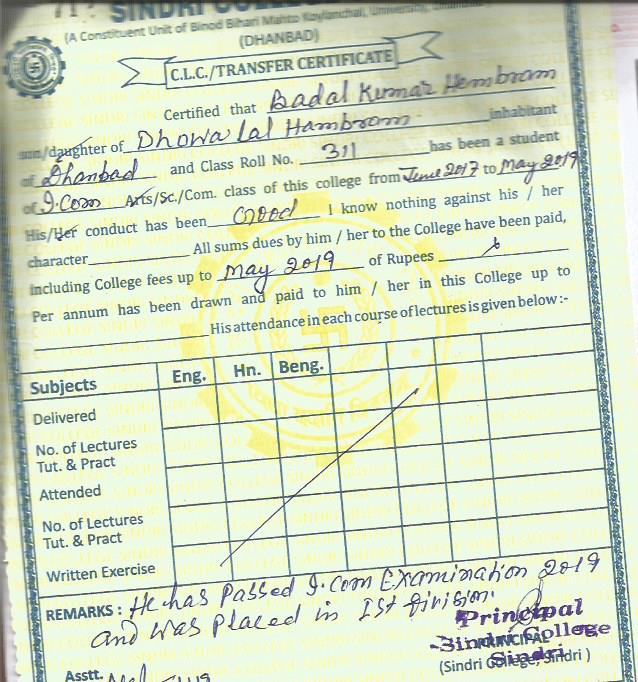 SINDRI COLLEGE
(A Constituent Unit of Binod Bihari Mahto Koylanchal, University, Dhanbad)
(DHANBAD)
C.L.C./TRANSFER CERTIFICATE
Certified that Badal Kumar Hembram
son/daughter of Dhowa Lal Hambrom inhabitant
of Dhanbad and Class Roll No. 311 has been a student
of I.Com Arts/Sc./Com. class of this college from June 2017 to May 2019
His/Her conduct has been Good I know nothing against his / her
character All sums dues by him / her to the College have been paid,
including College fees up to May 2019 of Rupees
Per annum has been drawn and paid to him / her in this College up to
His attendance in each course of lectures is given below :-
Subjects Eng. Hn. Beng.
Delivered
No. of Lectures
Tut. & Pract
Attended
No. of Lectures
Tut. & Pract
Written Exercise
REMARKS : He has Passed I.Com Examination 2019
and was Placed in Ist Division.
Principal
Sindri College
PRINCIPAL
Sindri
(Sindri College, Sindri )
Asstt.